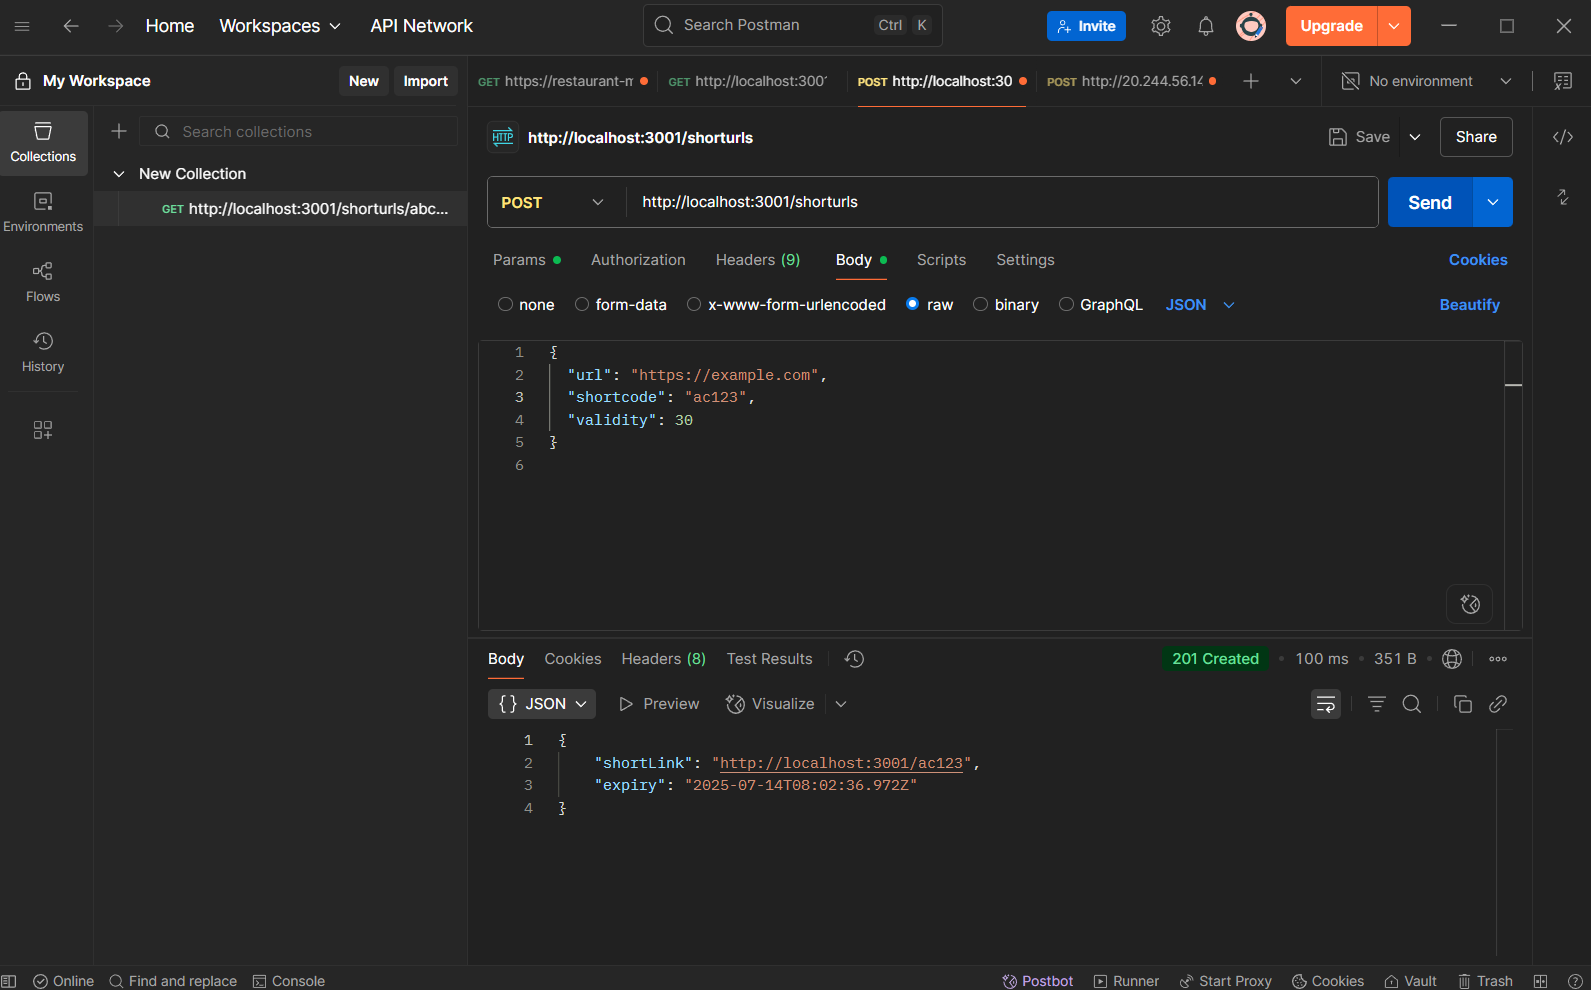 Home Workspaces API Network Search Postman Ctrl K Invite Upgrade
My Workspace New Import GET https://restaurant-m GET http://localhost:3001 POST http://localhost:30 POST http://20.244.56.14 No environment
Search collections
Collections
New Collection
GET http://localhost:3001/shorturls/abc...
Environments
Flows
History
HTTP http://localhost:3001/shorturls Save Share
POST http://localhost:3001/shorturls Send
Params Authorization Headers (9) Body Scripts Settings Cookies
none form-data x-www-form-urlencoded raw binary GraphQL JSON Beautify
1 {
2 "url": "https://example.com",
3 "shortcode": "ac123",
4 "validity": 30
5 }
6
Body Cookies Headers (8) Test Results 201 Created 100 ms 351 B
{} JSON Preview Visualize
1 {
2 "shortLink": "http://localhost:3001/ac123",
3 "expiry": "2025-07-14T08:02:36.972Z"
4 }
Online Find and replace Console Postbot Runner Start Proxy Cookies Vault Trash